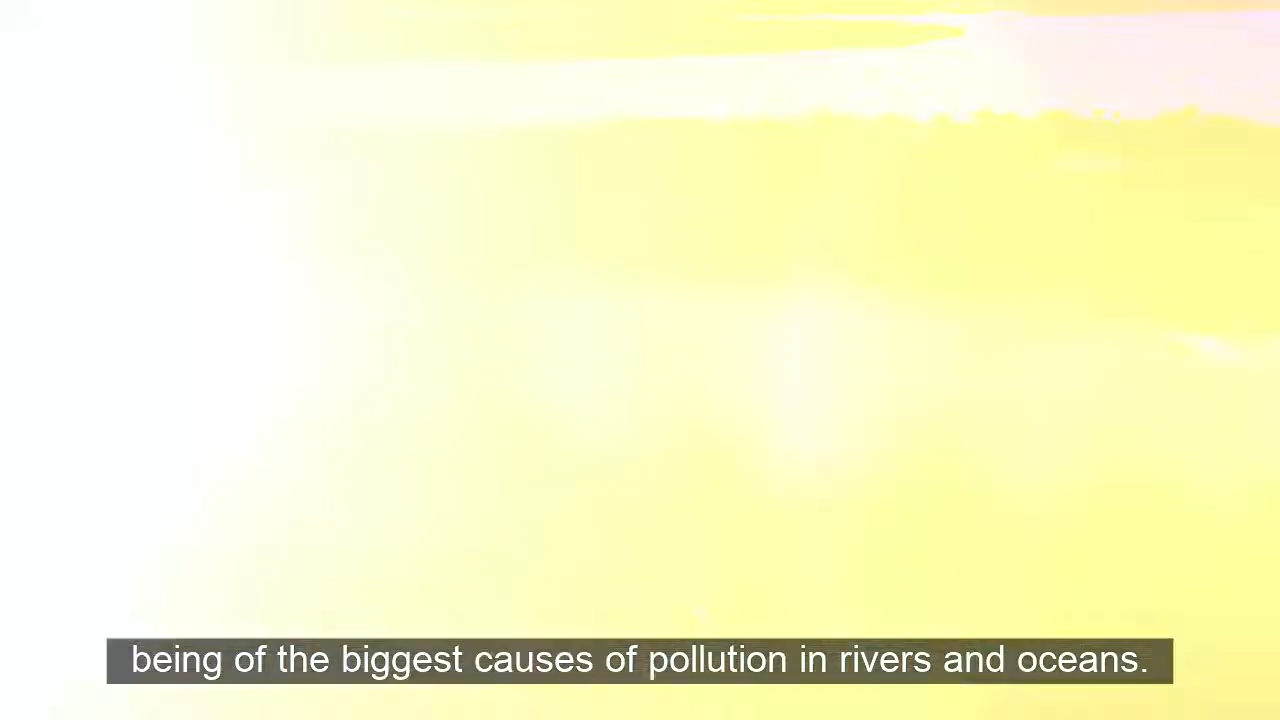 being of the biggest causes of pollution in rivers and oceans.